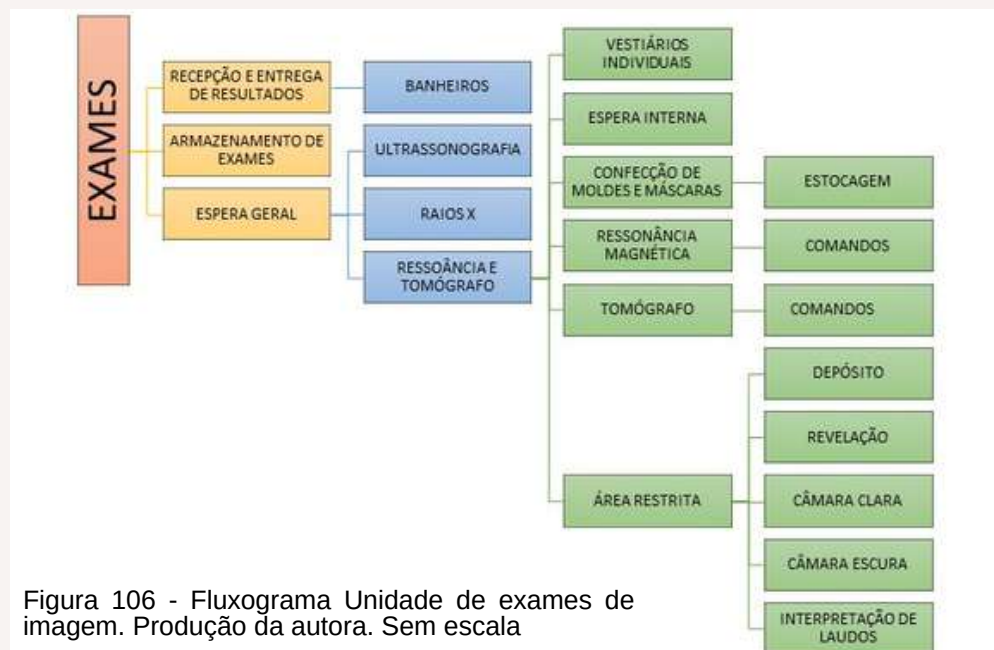 EXAMES
RECEPÇÃO E ENTREGA
DE RESULTADOS
ARMAZENAMENTO DE
EXAMES
ESPERA GERAL
BANHEIROS
ULTRASSONOGRAFIA
RAIOS X
RESSOÂNCIA E
TOMÓGRAFO
VESTIÁRIOS
INDIVIDUAIS
ESPERA INTERNA
CONFECÇÃO DE
MOLDES E MÁSCARAS
RESSONÂNCIA
MAGNÉTICA
TOMÓGRAFO
ÁREA RESTRITA
ESTOCAGEM
COMANDOS
COMANDOS
DEPÓSITO
REVELAÇÃO
CÂMARA CLARA
CÂMARA ESCURA
INTERPRETAÇÃO DE
LAUDOS
Figura 106 - Fluxograma Unidade de exames de
imagem. Produção da autora. Sem escala